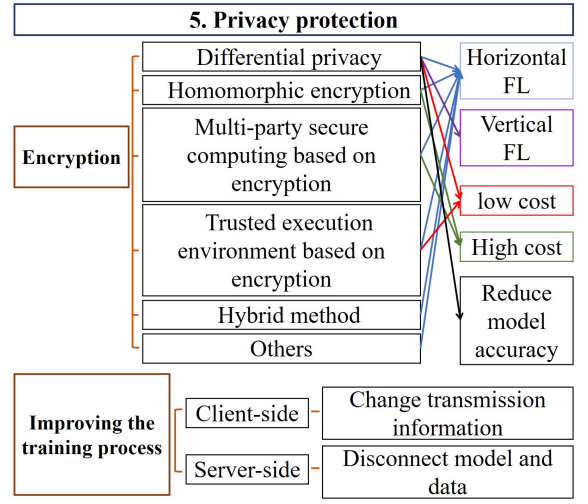 5. Privacy protection
Encryption
Differential privacy
Homomorphic encryption
Multi-party secure
computing based on
encryption
Trusted execution
environment based on
encryption
Hybrid method
Others
Horizontal
FL
Vertical
FL
low cost
High cost
Reduce
model
accuracy
Improving the
training process
Client-side
Change transmission
information
Server-side
Disconnect model and
data